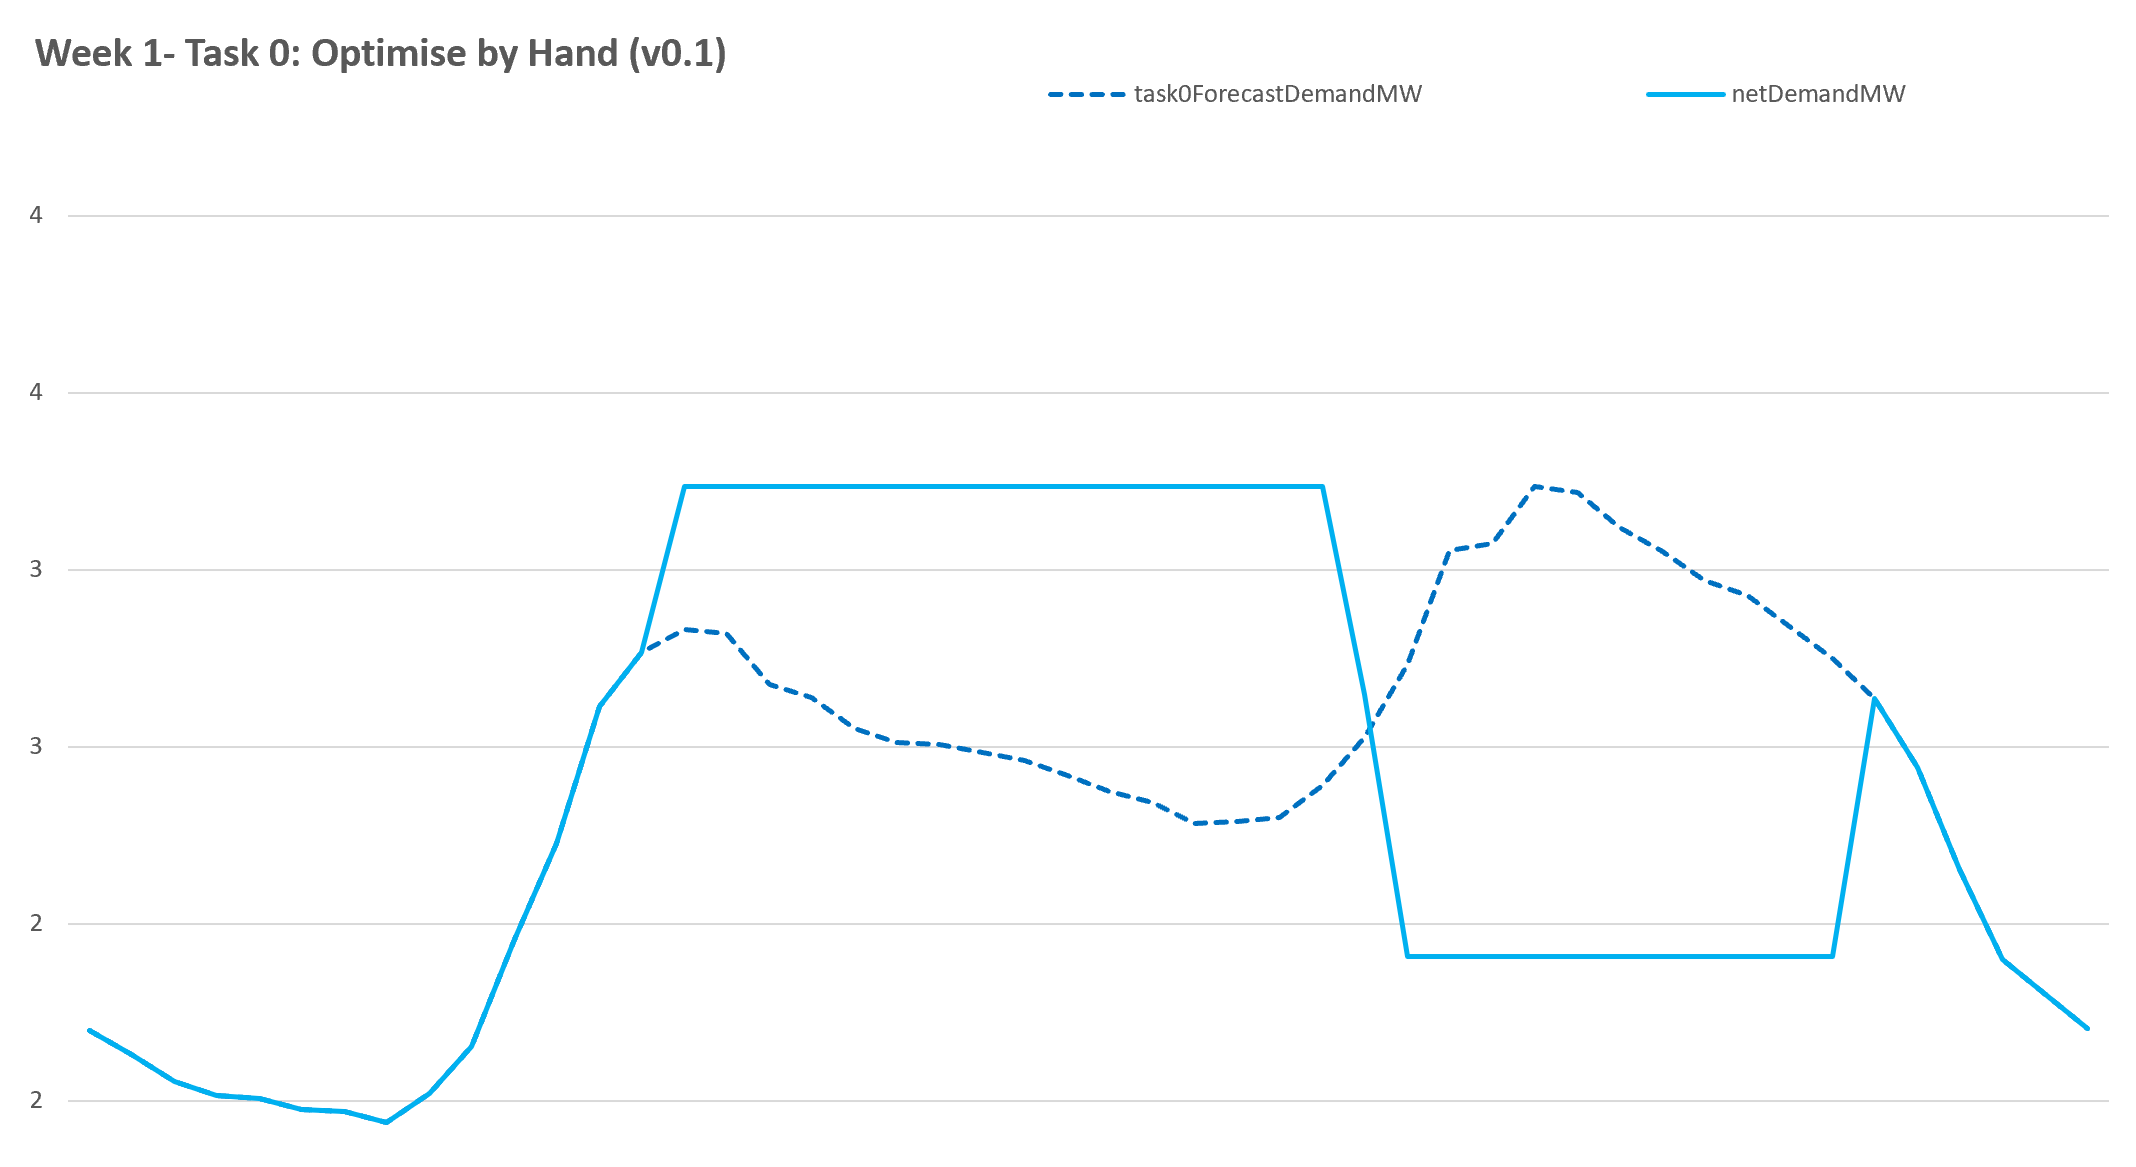 Week 1- Task 0: Optimise by Hand (v0.1)
task0ForecastDemandMW
netDemandMW
4
4
3
3
2
2